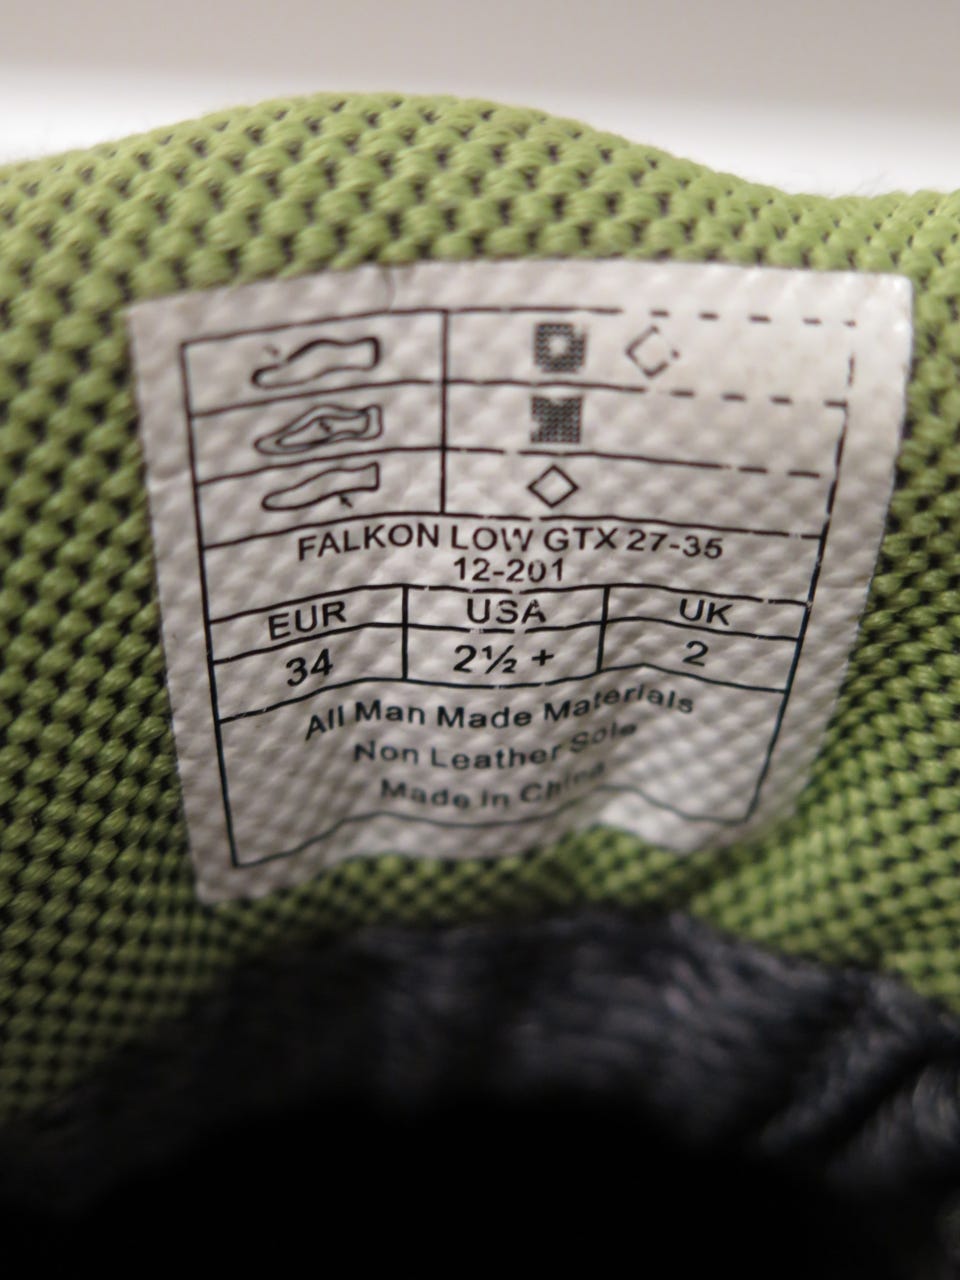 FALKON LOW GTX 27-35
12-201
EUR USA UK
34 2½ + 2
All Man Made Materials
Non Leather Sole
Made in China